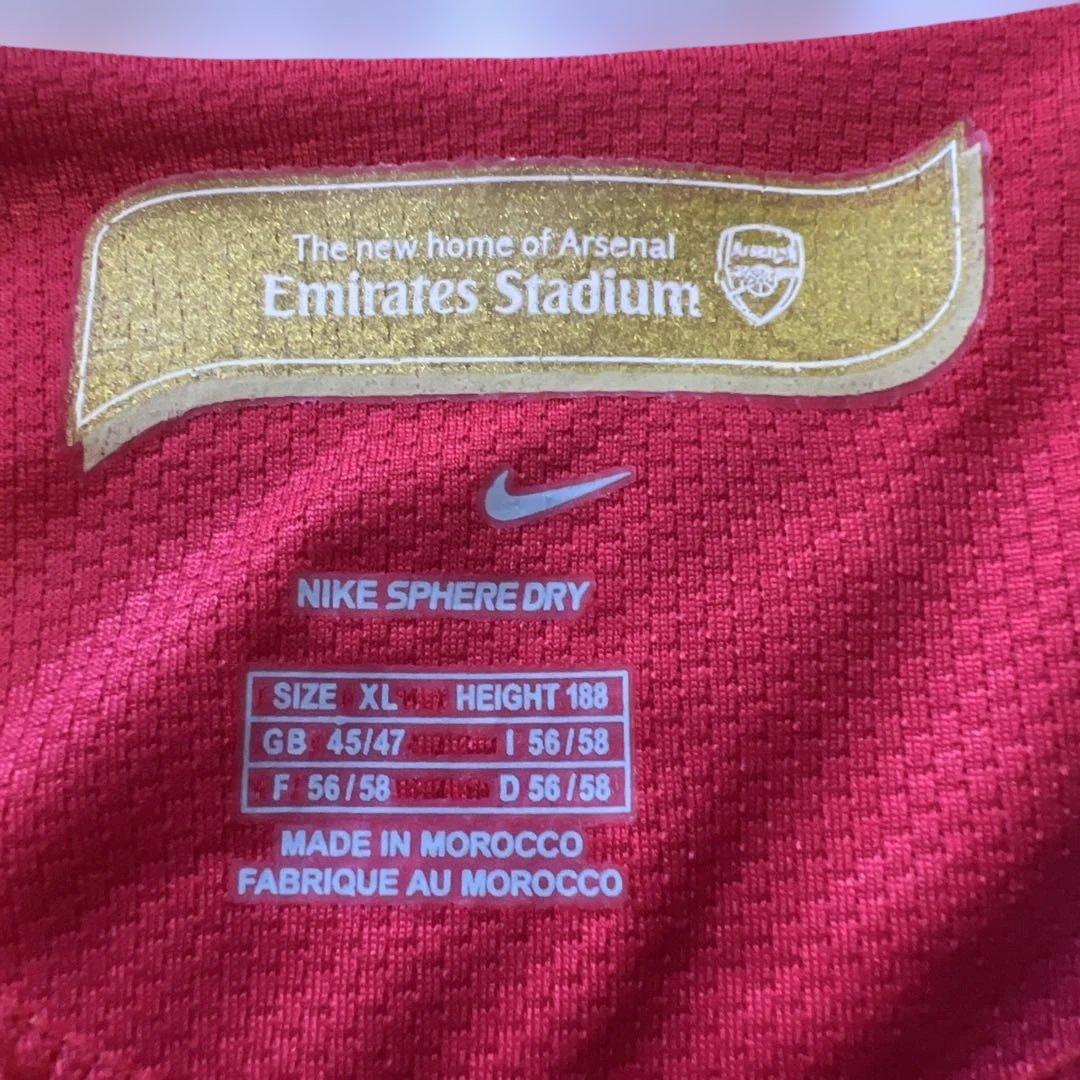 The new home of Arsenal
Emirates Stadium
Arsenal
NIKE SPHERE DRY
SIZE XL HEIGHT 188
GB 45/47 I 56/58
F 56/58 D 56/58
MADE IN MOROCCO
FABRIQUE AU MOROCCO